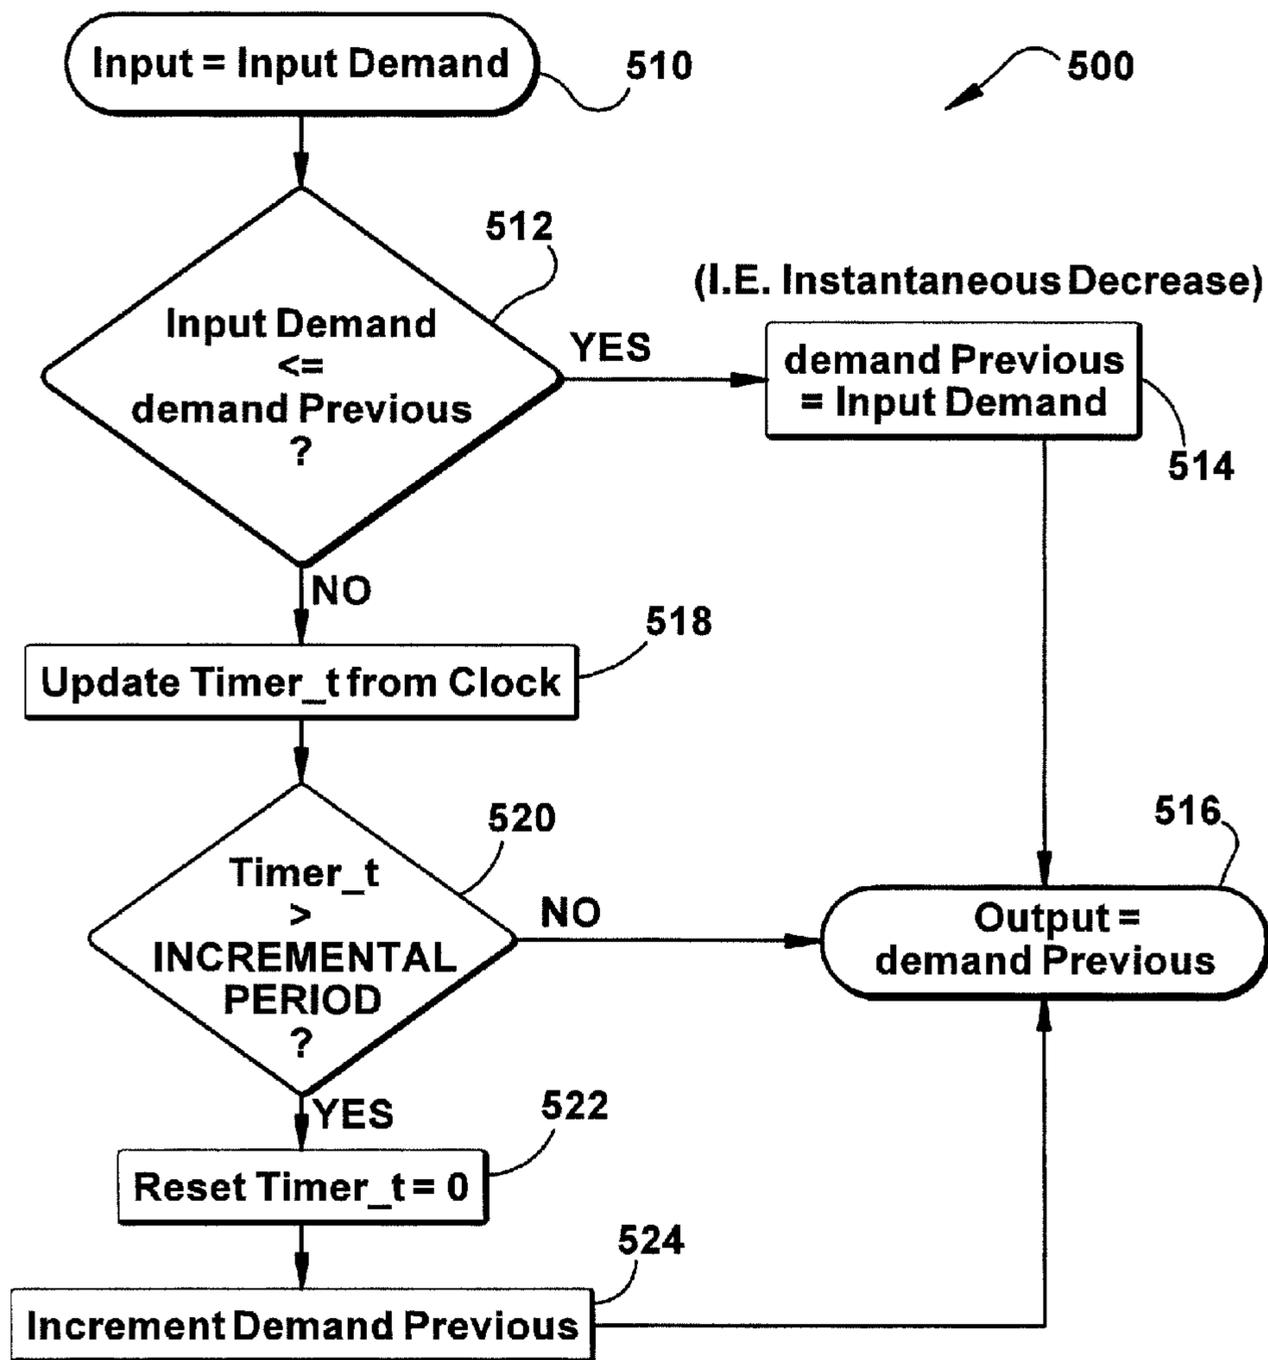 Input = Input Demand
510
500
512
Input Demand
<=
demand Previous
?
YES
(I.E. Instantaneous Decrease)
demand Previous
= Input Demand
514
NO
518
Update Timer_t from Clock
520
Timer_t
>
INCREMENTAL
PERIOD
?
NO
516
Output =
demand Previous
YES
522
Reset Timer_t = 0
524
Increment Demand Previous